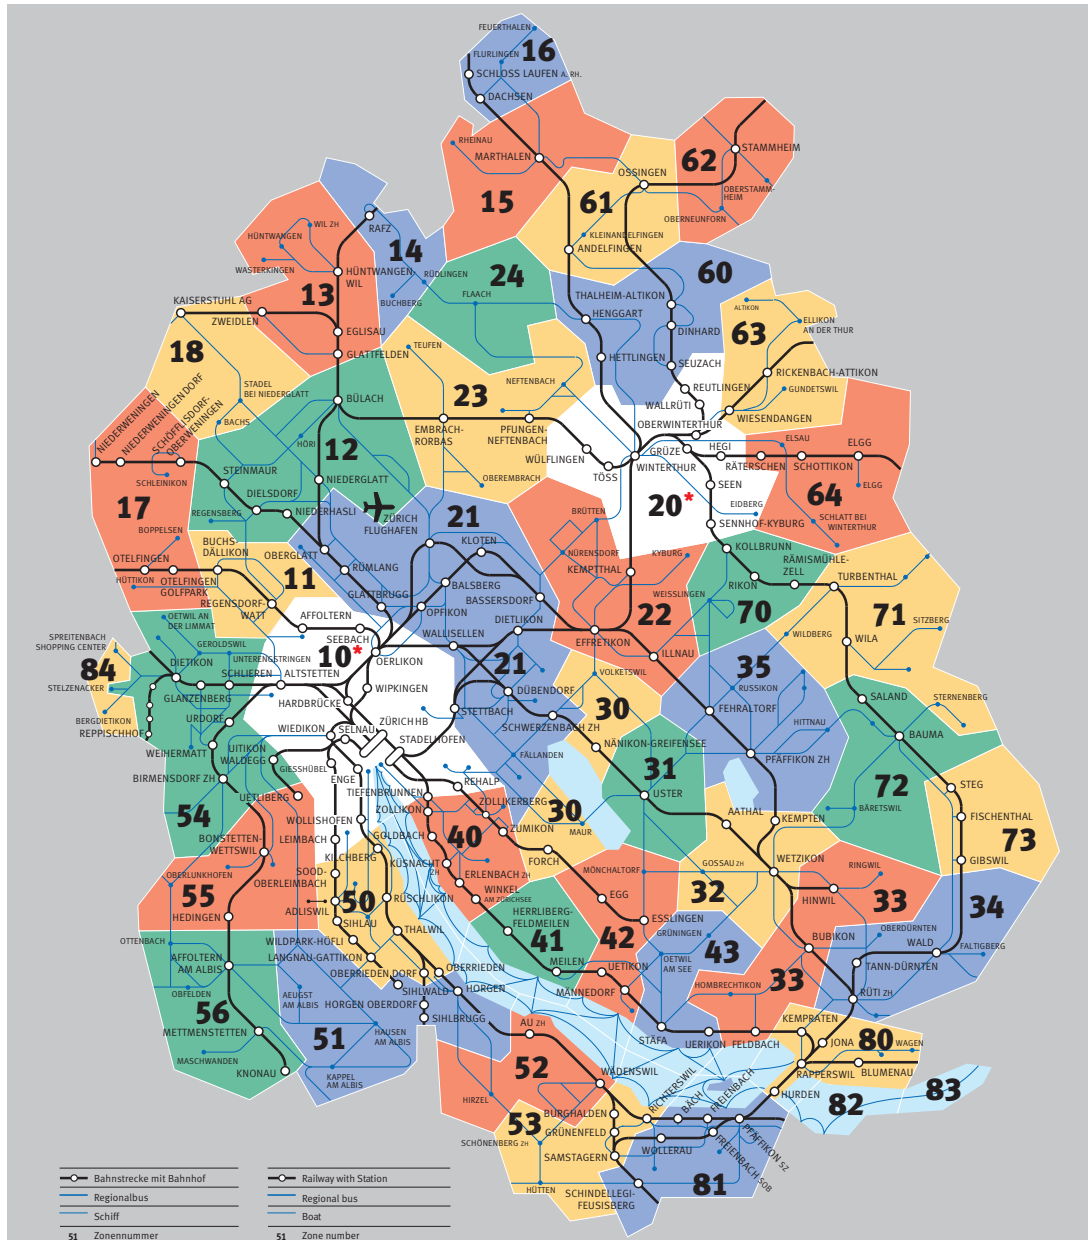 FEUERTHALEN
FLURLINGEN
16
SCHLOSS LAUFEN A. RH.
DACHSEN
RHEINAU
MARTHALEN
15
OSSINGEN
62
STAMMHEIM
OBERSTAMM-
HEIM
OBERNEUNFORN
61
KLEINANDELFINGEN
ANDELFINGEN
RAFZ
14
WIL ZH
HÜNTWANGEN
WASTERKINGEN
HÜNTWANGEN-
WIL
13
RÜDLINGEN
BUCHBERG
24
FLAACH
60
THALHEIM-ALTIKON
HENGGART
DINHARD
HETTLINGEN
SEUZACH
REUTLINGEN
WALLRÜTI
OBERWINTERTHUR
ALTIKON
63
ELLIKON
AN DER THUR
RICKENBACH-ATTIKON
GUNDETSWIL
WIESENDANGEN
KAISERSTUHL AG
ZWEIDLEN
EGLISAU
GLATTFELDEN
18
STADEL
BEI NIEDERGLATT
BACHS
TEUFEN
23
NEFTENBACH
BÜLACH
EMBRACH-
RORBAS
PFUNGEN-
NEFTENBACH
WÜLFLINGEN
TÖSS
WINTERTHUR
GRÜZE
HEGI
RÄTERSCHEN
SCHOTTIKON
ELSAU
ELGG
ELGG
64
SCHLATT BEI
WINTERTHUR
SEEN
EIDBERG
20*
SENNHOF-KYBURG
NIEDERWENINGEN
NIEDERWENINGEN DORF
SCHÖFFLISDORF-
OBERWENINGEN
SCHLEINIKON
17
12
HÖRI
STEINMAUR
DIELSDORF
NIEDERGLATT
REGENSBERG
NIEDERHASLI
OBEREMBRACH
ZÜRICH
FLUGHAFEN
21
KLOTEN
BRÜTTEN
NÜRENSDORF
KEMPTTHAL
KYBURG
KOLLBRUNN
RÄMISMÜHLE-
ZELL
RIKON
TURBENTHAL
WEISSLINGEN
70
71
SITZBERG
WILA
WILDBERG
BOPPELSEN
OTELFINGEN
HÜTTIKON
OTELFINGEN
GOLFPARK
BUCHS-
DÄLLIKON
OBERGLATT
11
RÜMLANG
REGENSDORF-
WATT
GLATTBRUGG
BALSBERG
BASSERSDORF
OPFIKON
22
AFFOLTERN
SEEBACH
WALLISELLEN
DIETLIKON
EFFRETIKON
ILLNAU
10*
OERLIKON
OETWIL AN
DER LIMMAT
GEROLDSWIL
UNTERENGSTRINGEN
SPREITENBACH
SHOPPING CENTER
84
STELZENACKER
BERGDIETIKON
REPPISCHHOF
DIETIKON
SCHLIEREN
ALTSTETTEN
GLANZENBERG
URDORF
WEIHERMATT
HARDBRÜCKE
WIPKINGEN
21
DÜBENDORF
STETTBACH
SCHWERZENBACH ZH
VOLKETSWIL
30
35
RUSSIKON
FEHRALTORF
HITTNAU
SALAND
STERNENBERG
BAUMA
WIEDIKON
SELNAU
ZÜRICH HB
STADELHOFEN
UITIKON
WALDEGG
GIESSHÜBEL
ENGE
FÄLLANDEN
NÄNIKON-GREIFENSEE
31
PFÄFFIKON ZH
72
STEG
BIRMENSDORF ZH
UETLIBERG
REHALP
TIEFENBRUNNEN
ZOLLIKON
ZOLLIKERBERG
30
USTER
BÄRETSWIL
54
WOLLISHOFEN
GOLDBACH
40
ZUMIKON
MAUR
AATHAL
KEMPTEN
FISCHENTHAL
73
BONSTETTEN-
WETTSWIL
LEIMBACH
KILCHBERG
KÜSNACHT
ZH
FORCH
WETZIKON
GIBSWIL
OBERLUNKHOFEN
SOOD-
OBERLEIMBACH
ERLENBACH ZH
MÖNCHALTORF
GOSSAU ZH
RINGWIL
55
HEDINGEN
ADLISWIL
50
RÜSCHLIKON
WINKEL
AM ZÜRICHSEE
EGG
32
HINWIL
33
34
SIHLAU
HERRLIBERG-
FELDMEILEN
ESSLINGEN
THALWIL
41
42
GRÜNINGEN
43
BUBIKON
OBERDÜRNTEN
WALD
FALTIGBERG
OTTENBACH
AFFOLTERN
AM ALBIS
WILDPARK-HÖFLI
LANGNAU-GATTIKON
MEILEN
UETIKON
OETWIL
AM SEE
TANN-DÜRNTEN
OBERRIEDEN DORF
OBERRIEDEN
OBFELDEN
AEUGST
AM ALBIS
SIHLWALD
HORGEN
MÄNNEDORF
HOMBRECHTIKON
33
RÜTI ZH
56
HORGEN OBERDORF
SIHLBRUGG
METTMENSTETTEN
51
HAUSEN
AM ALBIS
AU ZH
STÄFA
UERIKON
FELDBACH
KEMPRATEN
JONA
80
WAGEN
MASCHWANDEN
KNONAU
KAPPEL
AM ALBIS
52
WÄDENSWIL
RAPPERSWIL
BLUMENAU
HIRZEL
RICHTERSWIL
BÄCH
FREIENBACH
HURDEN
82
83
53
BURGHALDEN
GRÜNENFELD
SCHÖNENBERG ZH
SAMSTAGERN
WOLLERAU
PFÄFFIKON SZ
FREIENBACH SOB
HÜTTEN
SCHINDELLEGI-
FEUSISBERG
81
Bahnstrecke mit Bahnhof
Regionalbus
Schiff
51 Zonennummer
Railway with Station
Regional bus
Boat
51 Zone number